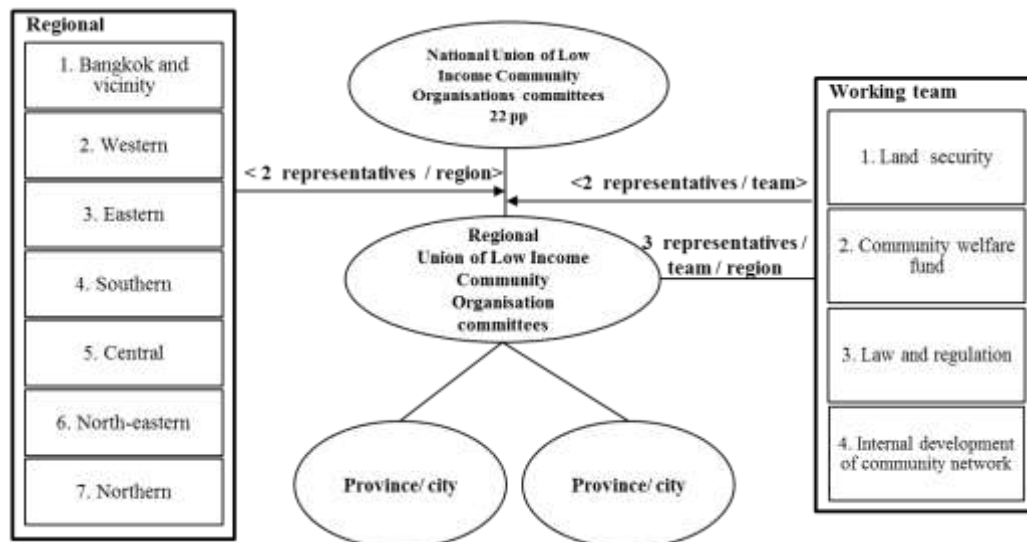 Regional
1. Bangkok and
vicinity
2. Western
3. Eastern
4. Southern
5. Central
6. North-eastern
7. Northern
National Union of Low
Income Community
Organisations committees
22 pp
< 2 representatives / region>
<2 representatives / team>
Regional
Union of Low Income
Community
Organisation
committees
3 representatives /
team / region
Province/ city
Province/ city
Working team
1. Land security
2. Community welfare
fund
3. Law and regulation
4. Internal development
of community network